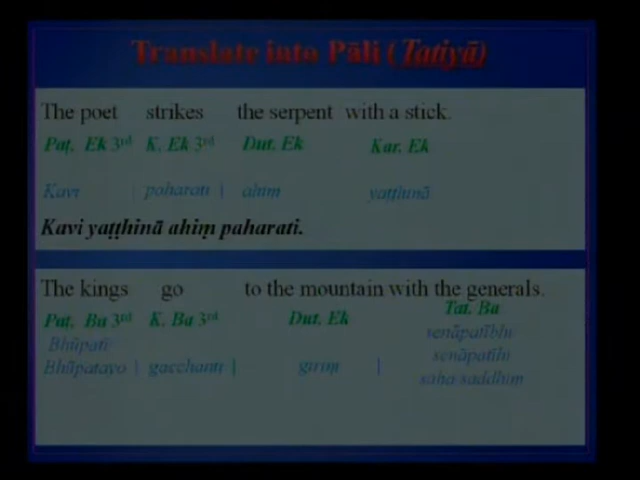 Translate into Pāli (Tatiyā)
The poet strikes the serpent with a stick.
Paṭ. Ek 3rd K. Ek 3rd Dut. Ek Kar. Ek
Kavi | paharati | ahiṃ yaṭṭhinā
Kavi yaṭṭhinā ahiṃ paharati.
The kings go to the mountain with the generals.
Paṭ. Ba 3rd K. Ba 3rd Dut. Ek Tat. Ba
Bhūpatī senāpatībhi
Bhūpatayo | gacchanti | giriṃ | senāpatīhi
saha/saddhiṃ